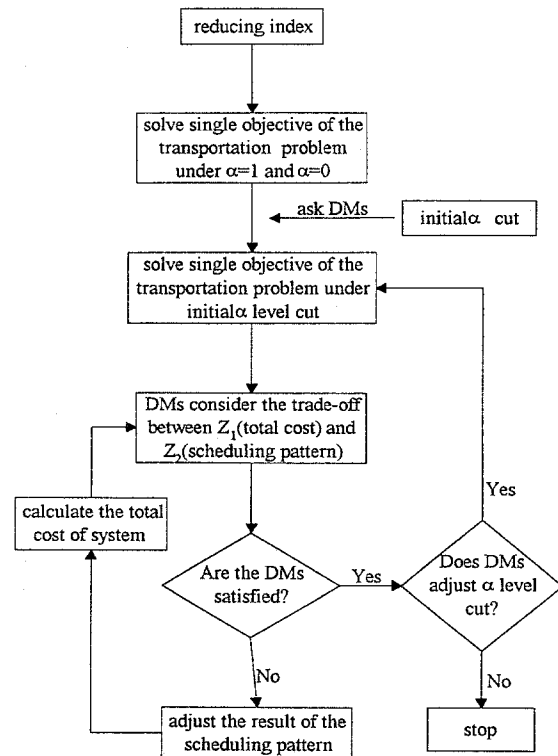 reducing index
solve single objective of the
transportation problem
under α=1 and α=0
ask DMs
initialα cut
solve single objective of the
transportation problem under
initialα level cut
DMs consider the trade-off
between Z₁(total cost) and
Z₂(scheduling pattern)
calculate the total
cost of system
Are the DMs
satisfied?
Yes
Does DMs
adjust α level
cut?
Yes
No
No
adjust the result of the
scheduling pattern
stop